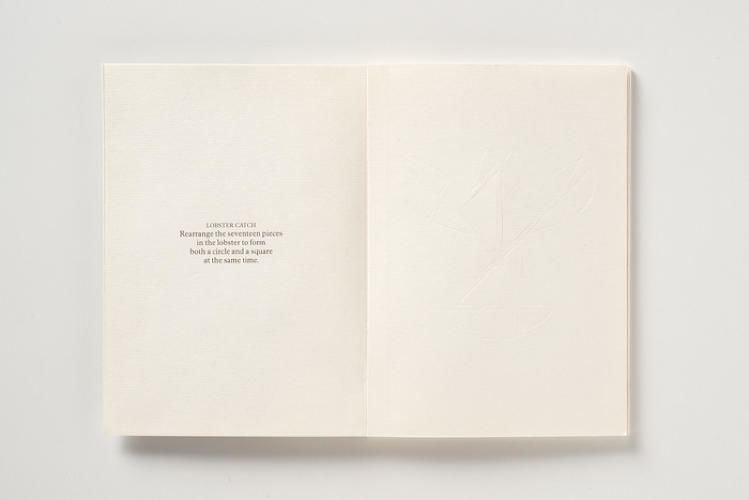 LOBSTER CATCH
Rearrange the seventeen pieces
in the lobster to form
both a circle and a square
at the same time.